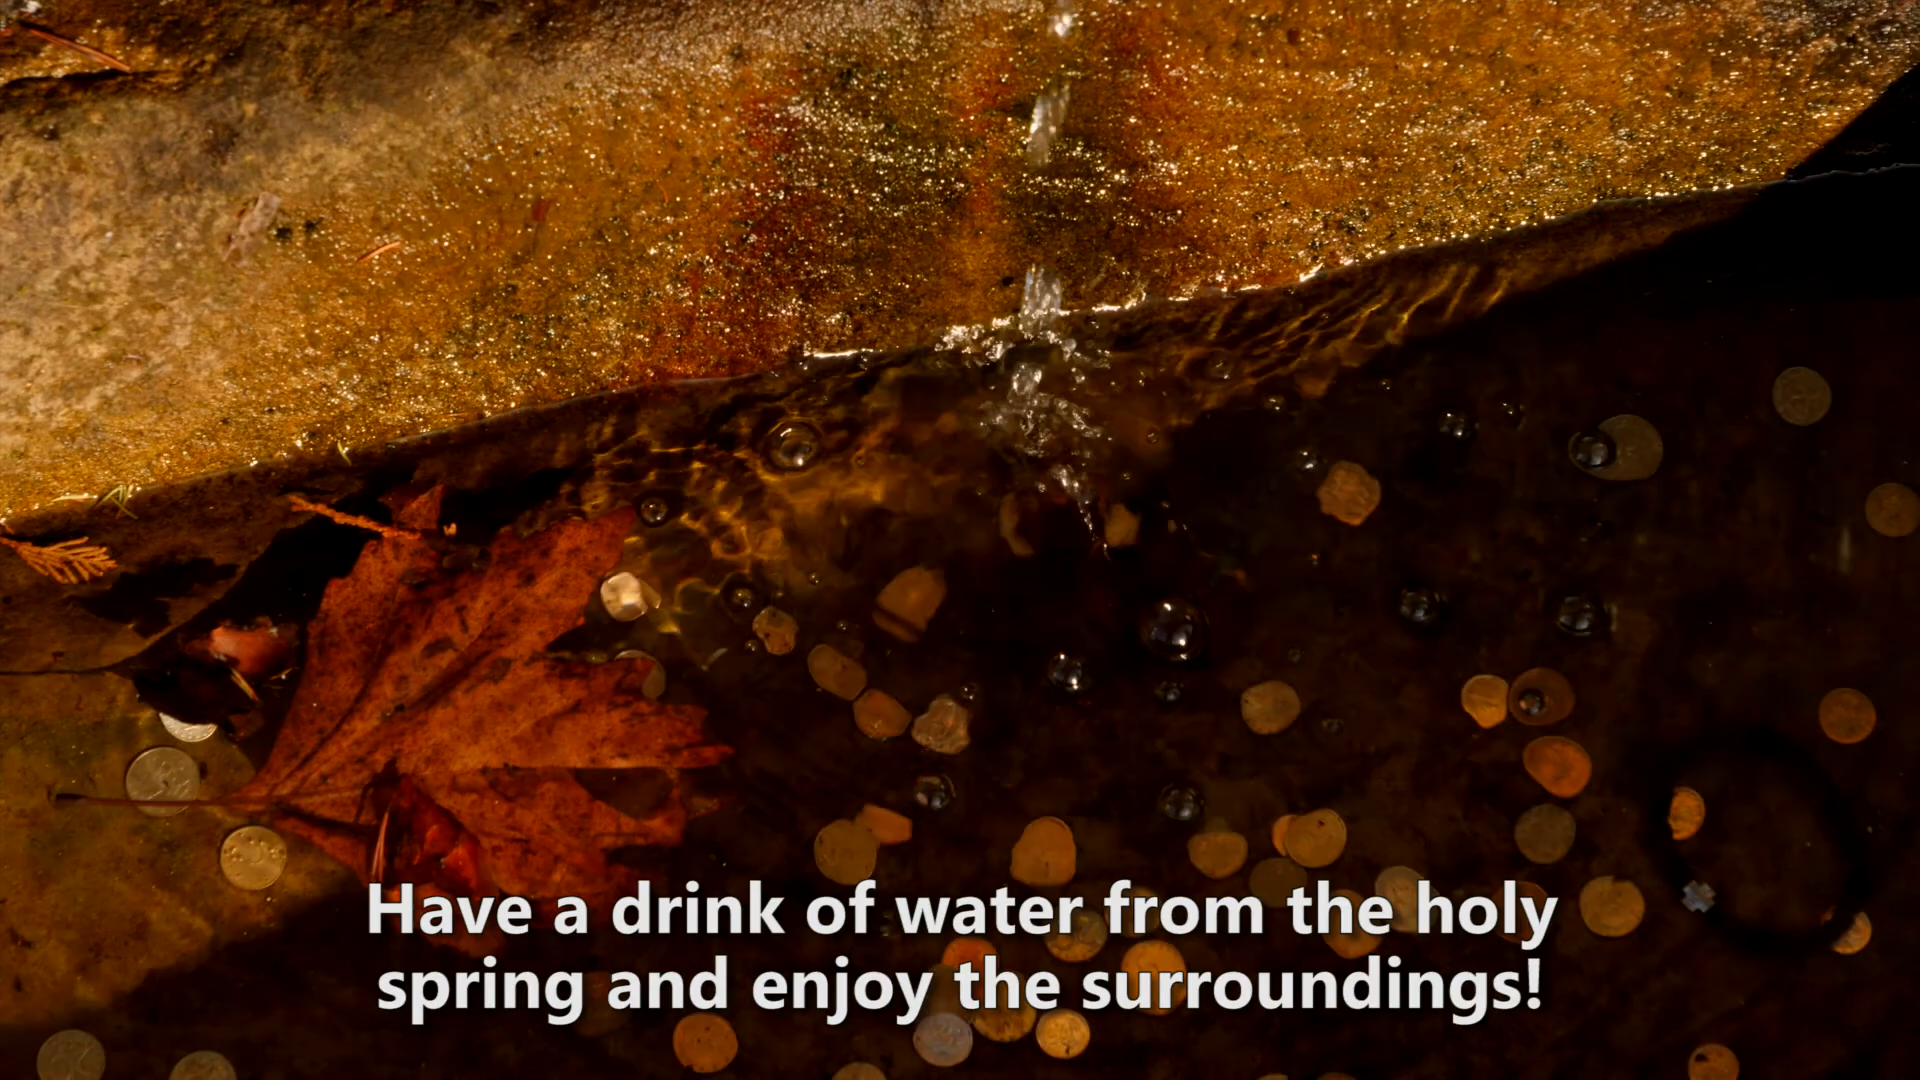 Have a drink of water from the holy
spring and enjoy the surroundings!